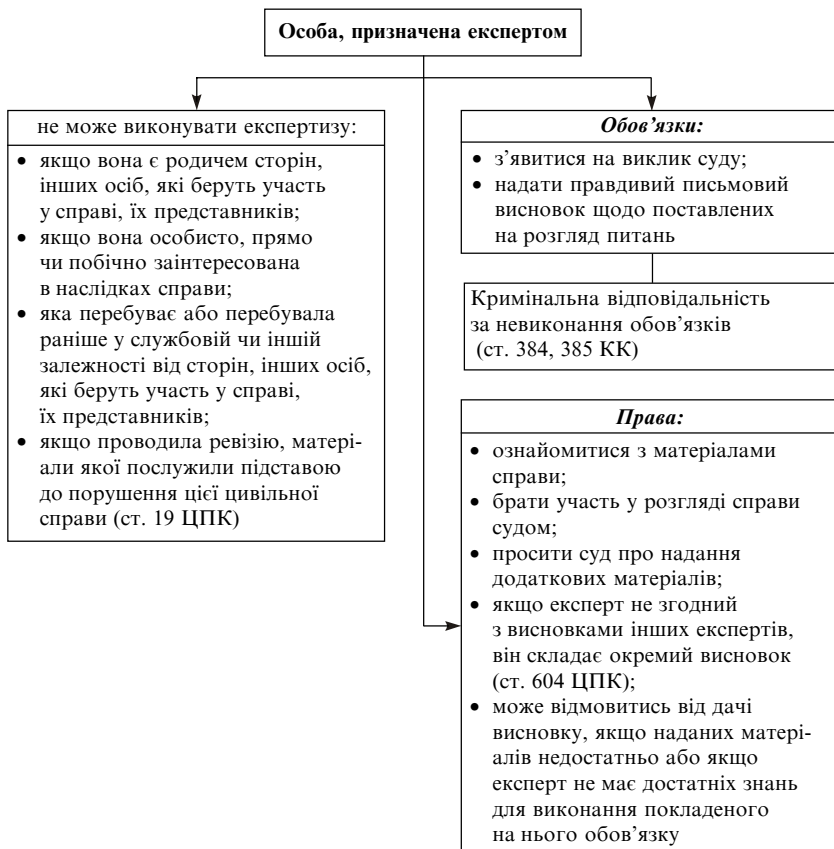 Особа, призначена експертом
не може виконувати експертизу:
• якщо вона є родичем сторін,
інших осіб, які беруть участь
у справі, їх представників;
• якщо вона особисто, прямо
чи побічно заінтересована
в наслідках справи;
• яка перебуває або перебувала
раніше у службовій чи іншій
залежності від сторін, інших осіб,
які беруть участь у справі,
їх представників;
• якщо проводила ревізію, матері-
али якої послужили підставою
до порушення цієї цивільної
справи (ст. 19 ЦПК)
Обов’язки:
• з’явитися на виклик суду;
• надати правдивий письмовий
висновок щодо поставлених
на розгляд питань
Кримінальна відповідальність
за невиконання обов’язків
(ст. 384, 385 КК)
Права:
• ознайомитися з матеріалами
справи;
• брати участь у розгляді справи
судом;
• просити суд про надання
додаткових матеріалів;
• якщо експерт не згодний
з висновками інших експертів,
він складає окремий висновок
(ст. 604 ЦПК);
• може відмовитись від дачі
висновку, якщо наданих матері-
алів недостатньо або якщо
експерт не має достатніх знань
для виконання покладеного
на нього обов’язку